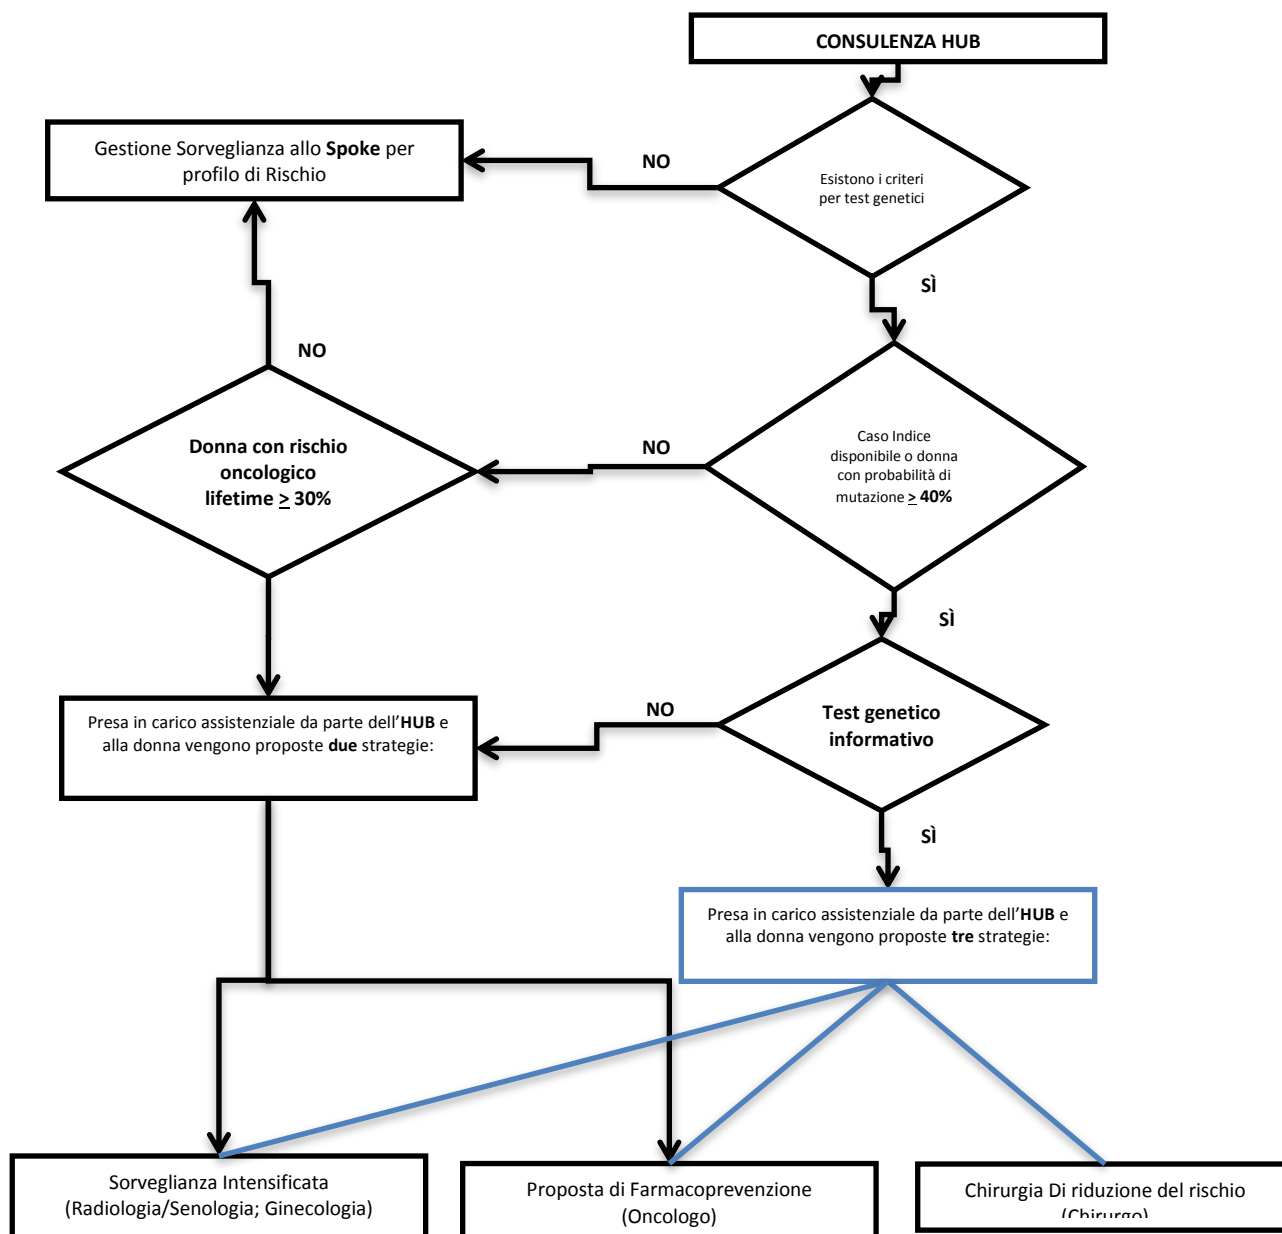 CONSULENZA HUB
Gestione Sorveglianza allo Spoke per
profilo di Rischio
NO
Esistono i criteri
per test genetici
SÌ
NO
Donna con rischio
oncologico
lifetime > 30%
NO
Caso Indice
disponibile o donna
con probabilità di
mutazione > 40%
SÌ
Presa in carico assistenziale da parte dell’HUB e
alla donna vengono proposte due strategie:
NO
Test genetico
informativo
SÌ
Presa in carico assistenziale da parte dell’HUB e
alla donna vengono proposte tre strategie:
Sorveglianza Intensificata
(Radiologia/Senologia; Ginecologia)
Proposta di Farmacoprevenzione
(Oncologo)
Chirurgia Di riduzione del rischio
(Chirurgo)